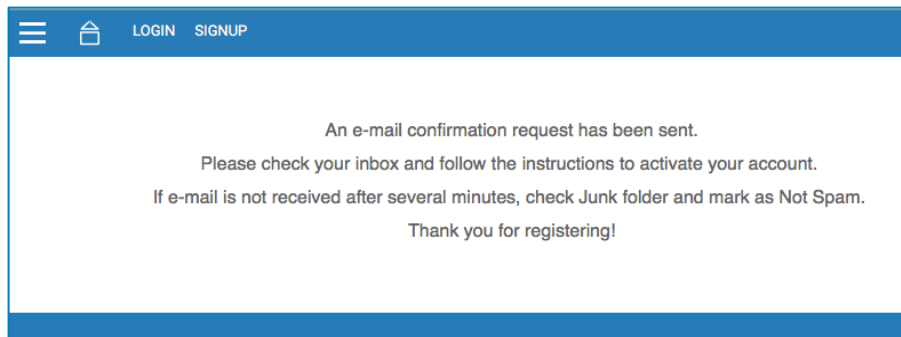 LOGIN SIGNUP
An e-mail confirmation request has been sent.
Please check your inbox and follow the instructions to activate your account.
If e-mail is not received after several minutes, check Junk folder and mark as Not Spam.
Thank you for registering!